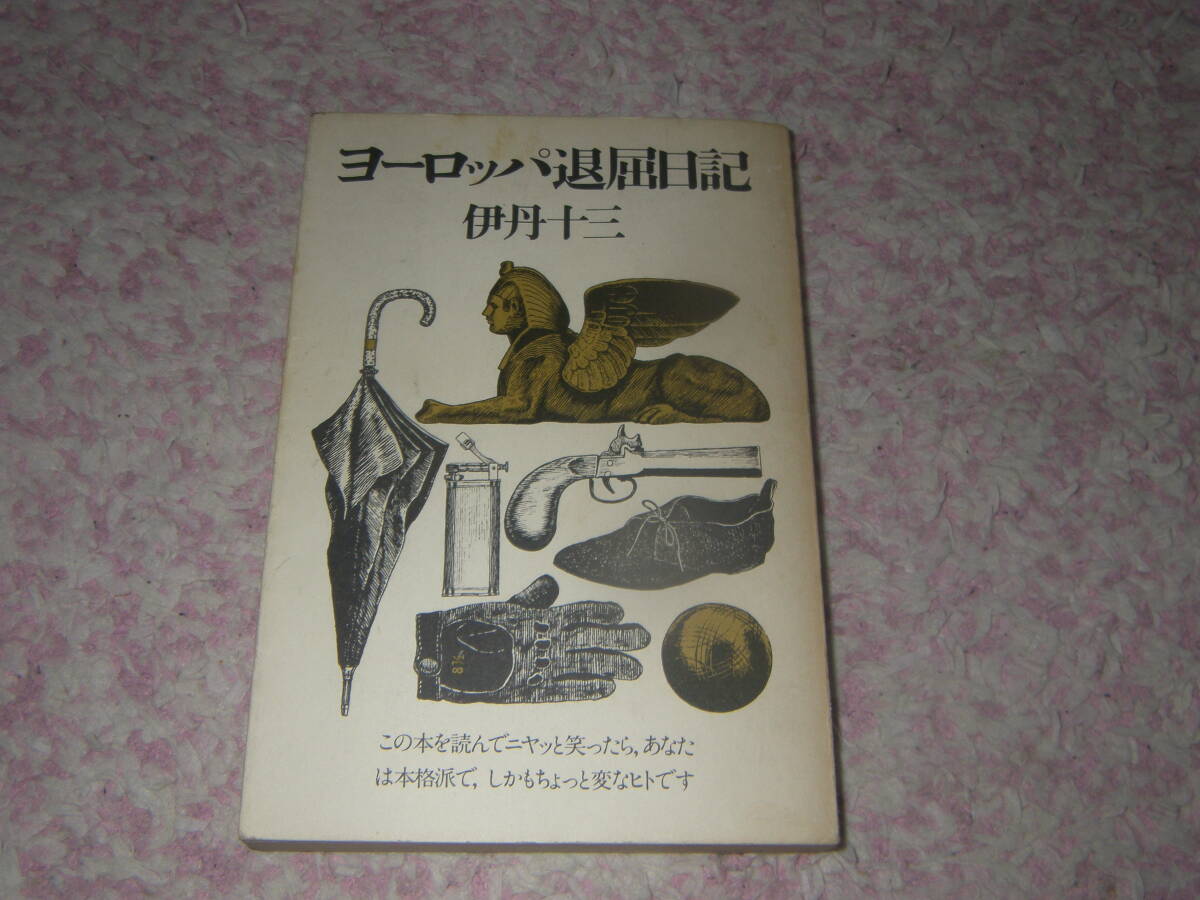 ヨーロッパ退屈日記
伊丹十三
8½
この本を読んでニヤッと笑ったら, あなた
は本格派で, しかもちょっと変なヒトです